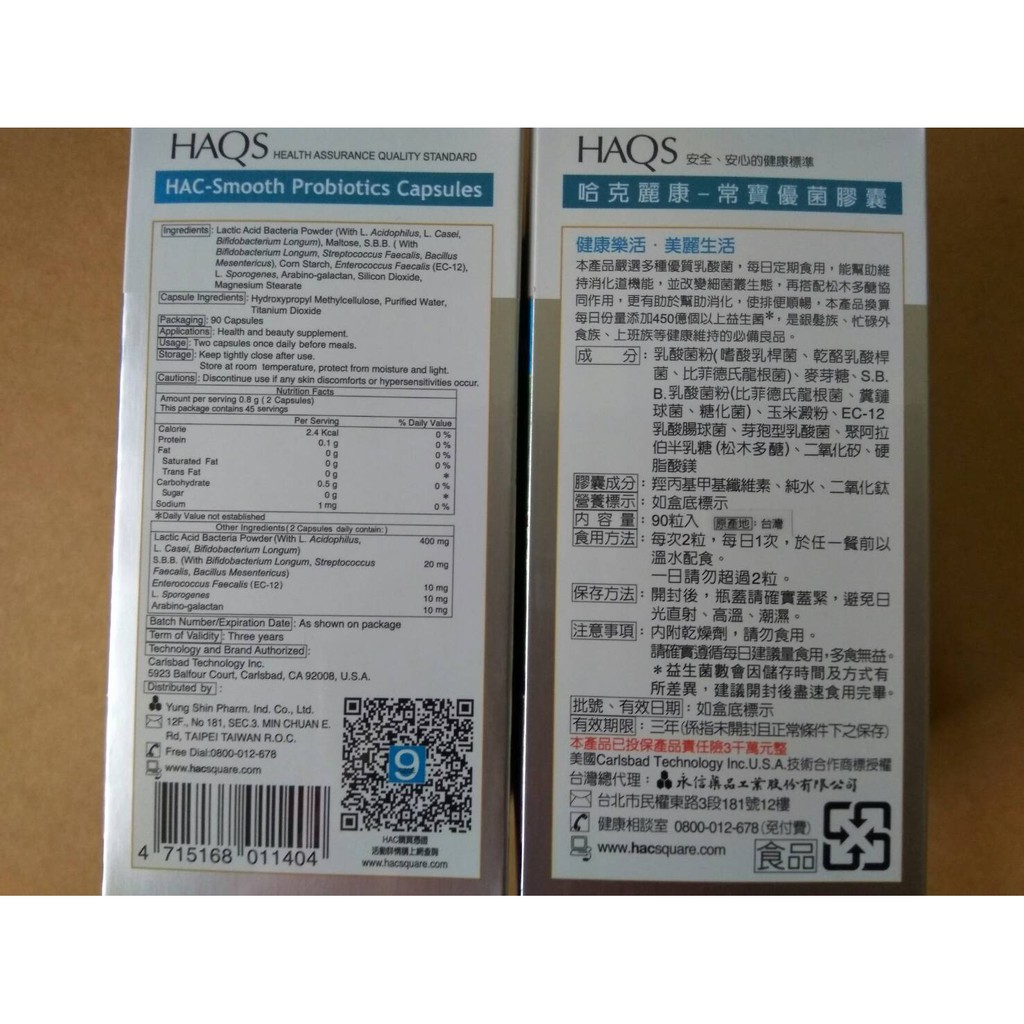 HAQS HEALTH ASSURANCE QUALITY STANDARD
HAC-Smooth Probiotics Capsules
Ingredients: Lactic Acid Bacteria Powder (With L. Acidophilus, L. Casei,
Bifidobacterium Longum), Maltose, S.B.B. ( With
Bifidobacterium Longum, Streptococcus Faecalis, Bacillus
Mesentericus), Corn Starch, Enterococcus Faecalis (EC-12),
L. Sporogenes, Arabino-galactan, Silicon Dioxide,
Magnesium Stearate
Capsule Ingredients: Hydroxypropyl Methylcellulose, Purified Water,
Titanium Dioxide
Packaging: 90 Capsules
Applications: Health and beauty supplement.
Usage: Two capsules once daily before meals.
Storage: Keep tightly close after use.
Store at room temperature, protect from moisture and light.
Cautions: Discontinue use if any skin discomforts or hypersensitivities occur.
Nutrition Facts
Amount per serving 0.8 g ( 2 Capsules)
This package contains 45 servings
Per Serving % Daily Value
Calorie 2.4 Kcal 0 %
Protein 0.1 g 0 %
Fat 0 g 0 %
Saturated Fat 0 g 0 %
Trans Fat 0 g *
Carbohydrate 0.5 g 0 %
Sugar 0 g *
Sodium 1 mg 0 %
*Daily Value not established
Other Ingredients ( 2 Capsules daily contain: )
Lactic Acid Bacteria Powder (With L. Acidophilus, 400 mg
L. Casei, Bifidobacterium Longum)
S.B.B. (With Bifidobacterium Longum, Streptococcus 20 mg
Faecalis, Bacillus Mesentericus)
Enterococcus Faecalis (EC-12) 10 mg
L. Sporogenes 10 mg
Arabino-galactan 10 mg
Batch Number/Expiration Date: As shown on package
Term of Validity: Three years
Technology and Brand Authorized:
Carlsbad Technology Inc.
5923 Balfour Court, Carlsbad, CA 92008, U.S.A.
Distributed by :
Yung Shin Pharm. Ind. Co., Ltd.
12F., No 181, SEC.3. MIN CHUAN E.
Rd, TAIPEI TAIWAN R.O.C.
Free Dial:0800-012-678
www.hacsquare.com
9
4 715168 011404
HAC購買憑證
活動詳情請上網查詢
www.hacsquare.com
HAQS 安全、安心的健康標準
哈克麗康-常寶優菌膠囊
健康樂活·美麗生活
本產品嚴選多種優質乳酸菌，每日定期食用，能幫助維
持消化道機能，並改變細菌叢生態，再搭配松木多醣協
同作用，更有助於幫助消化，使排便順暢，本產品換算
每日份量添加450億個以上益生菌*，是銀髮族、忙碌外
食族、上班族等健康維持的必備良品。
成分：乳酸菌粉(嗜酸乳桿菌、乾酪乳酸桿
菌、比菲德氏龍根菌)、麥芽糖、S.B.
B.乳酸菌粉(比菲德氏龍根菌、糞鏈
球菌、糖化菌)、玉米澱粉、EC-12
乳酸腸球菌、芽孢型乳酸菌、聚阿拉
伯半乳糖(松木多醣)、二氧化矽、硬
脂酸鎂
膠囊成分：羥丙基甲基纖維素、純水、二氧化鈦
營養標示：如盒底標示
內容量：90粒入 原產地：台灣
食用方法：每次2粒，每日1次，於任一餐前以
溫水配食。
一日請勿超過2粒。
保存方法：開封後，瓶蓋請確實蓋緊，避免日
光直射、高溫、潮濕。
注意事項：內附乾燥劑，請勿食用。
請確實遵循每日建議量食用，多食無益。
*益生菌數會因儲存時間及方式有
所差異，建議開封後盡速食用完畢。
批號、有效日期：如盒底標示
有效期限：三年(係指未開封且正常條件下之保存)
本產品已投保產品責任險3千萬元整
美國Carlsbad Technology Inc.U.S.A.技術合作商標授權
台灣總代理：永信藥品工業股份有限公司
台北市民權東路3段181號12樓
健康相談室 0800-012-678(免付費)
www.hacsquare.com
食品